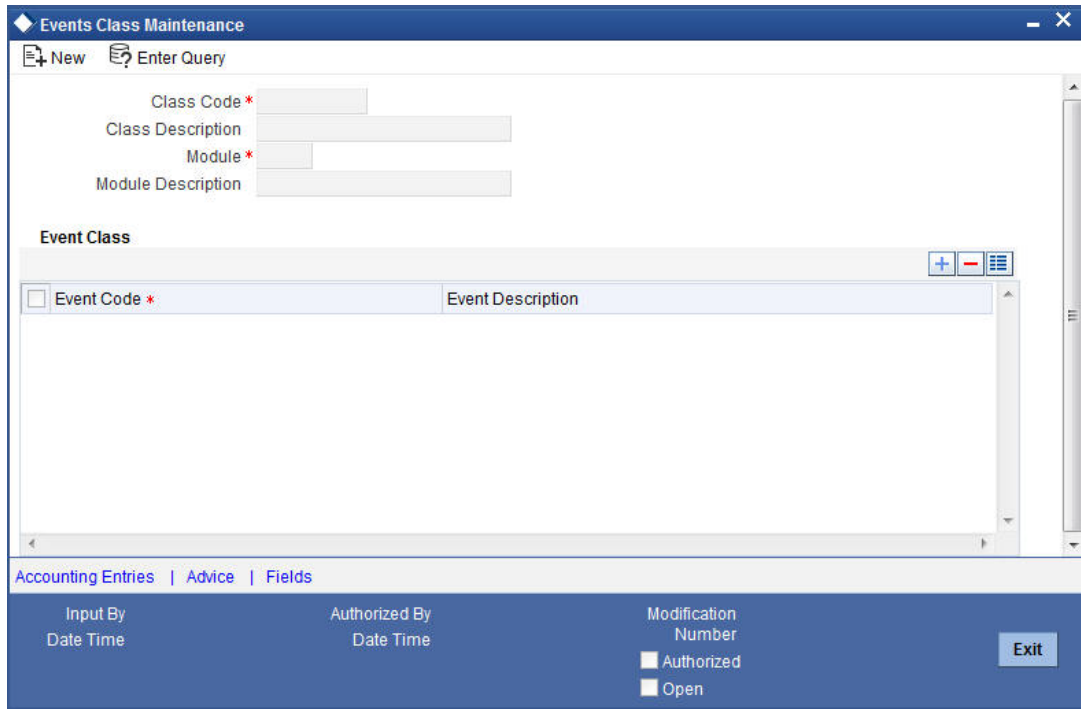 Events Class Maintenance
New Enter Query
Class Code *
Class Description
Module *
Module Description
Event Class
Event Code * Event Description
Accounting Entries | Advice | Fields
Input By Authorized By Modification
Date Time Date Time Number
Authorized
Exit
Open